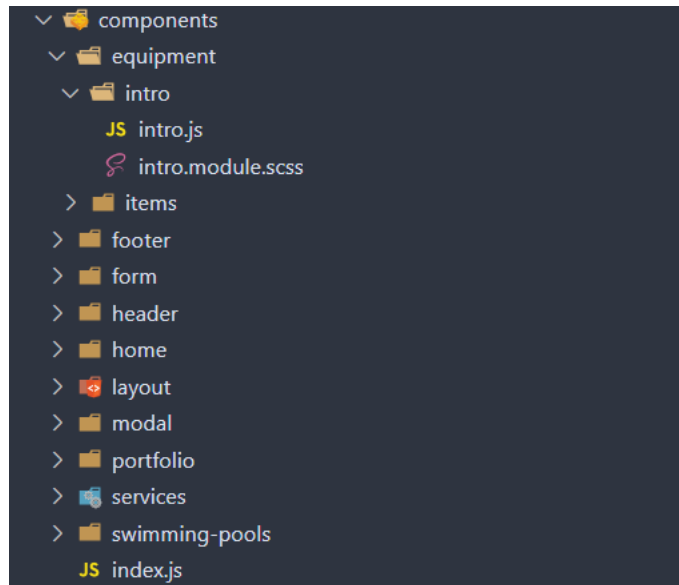 components
equipment
intro
JS intro.js
intro.module.scss
items
footer
form
header
home
layout
modal
portfolio
services
swimming-pools
JS index.js